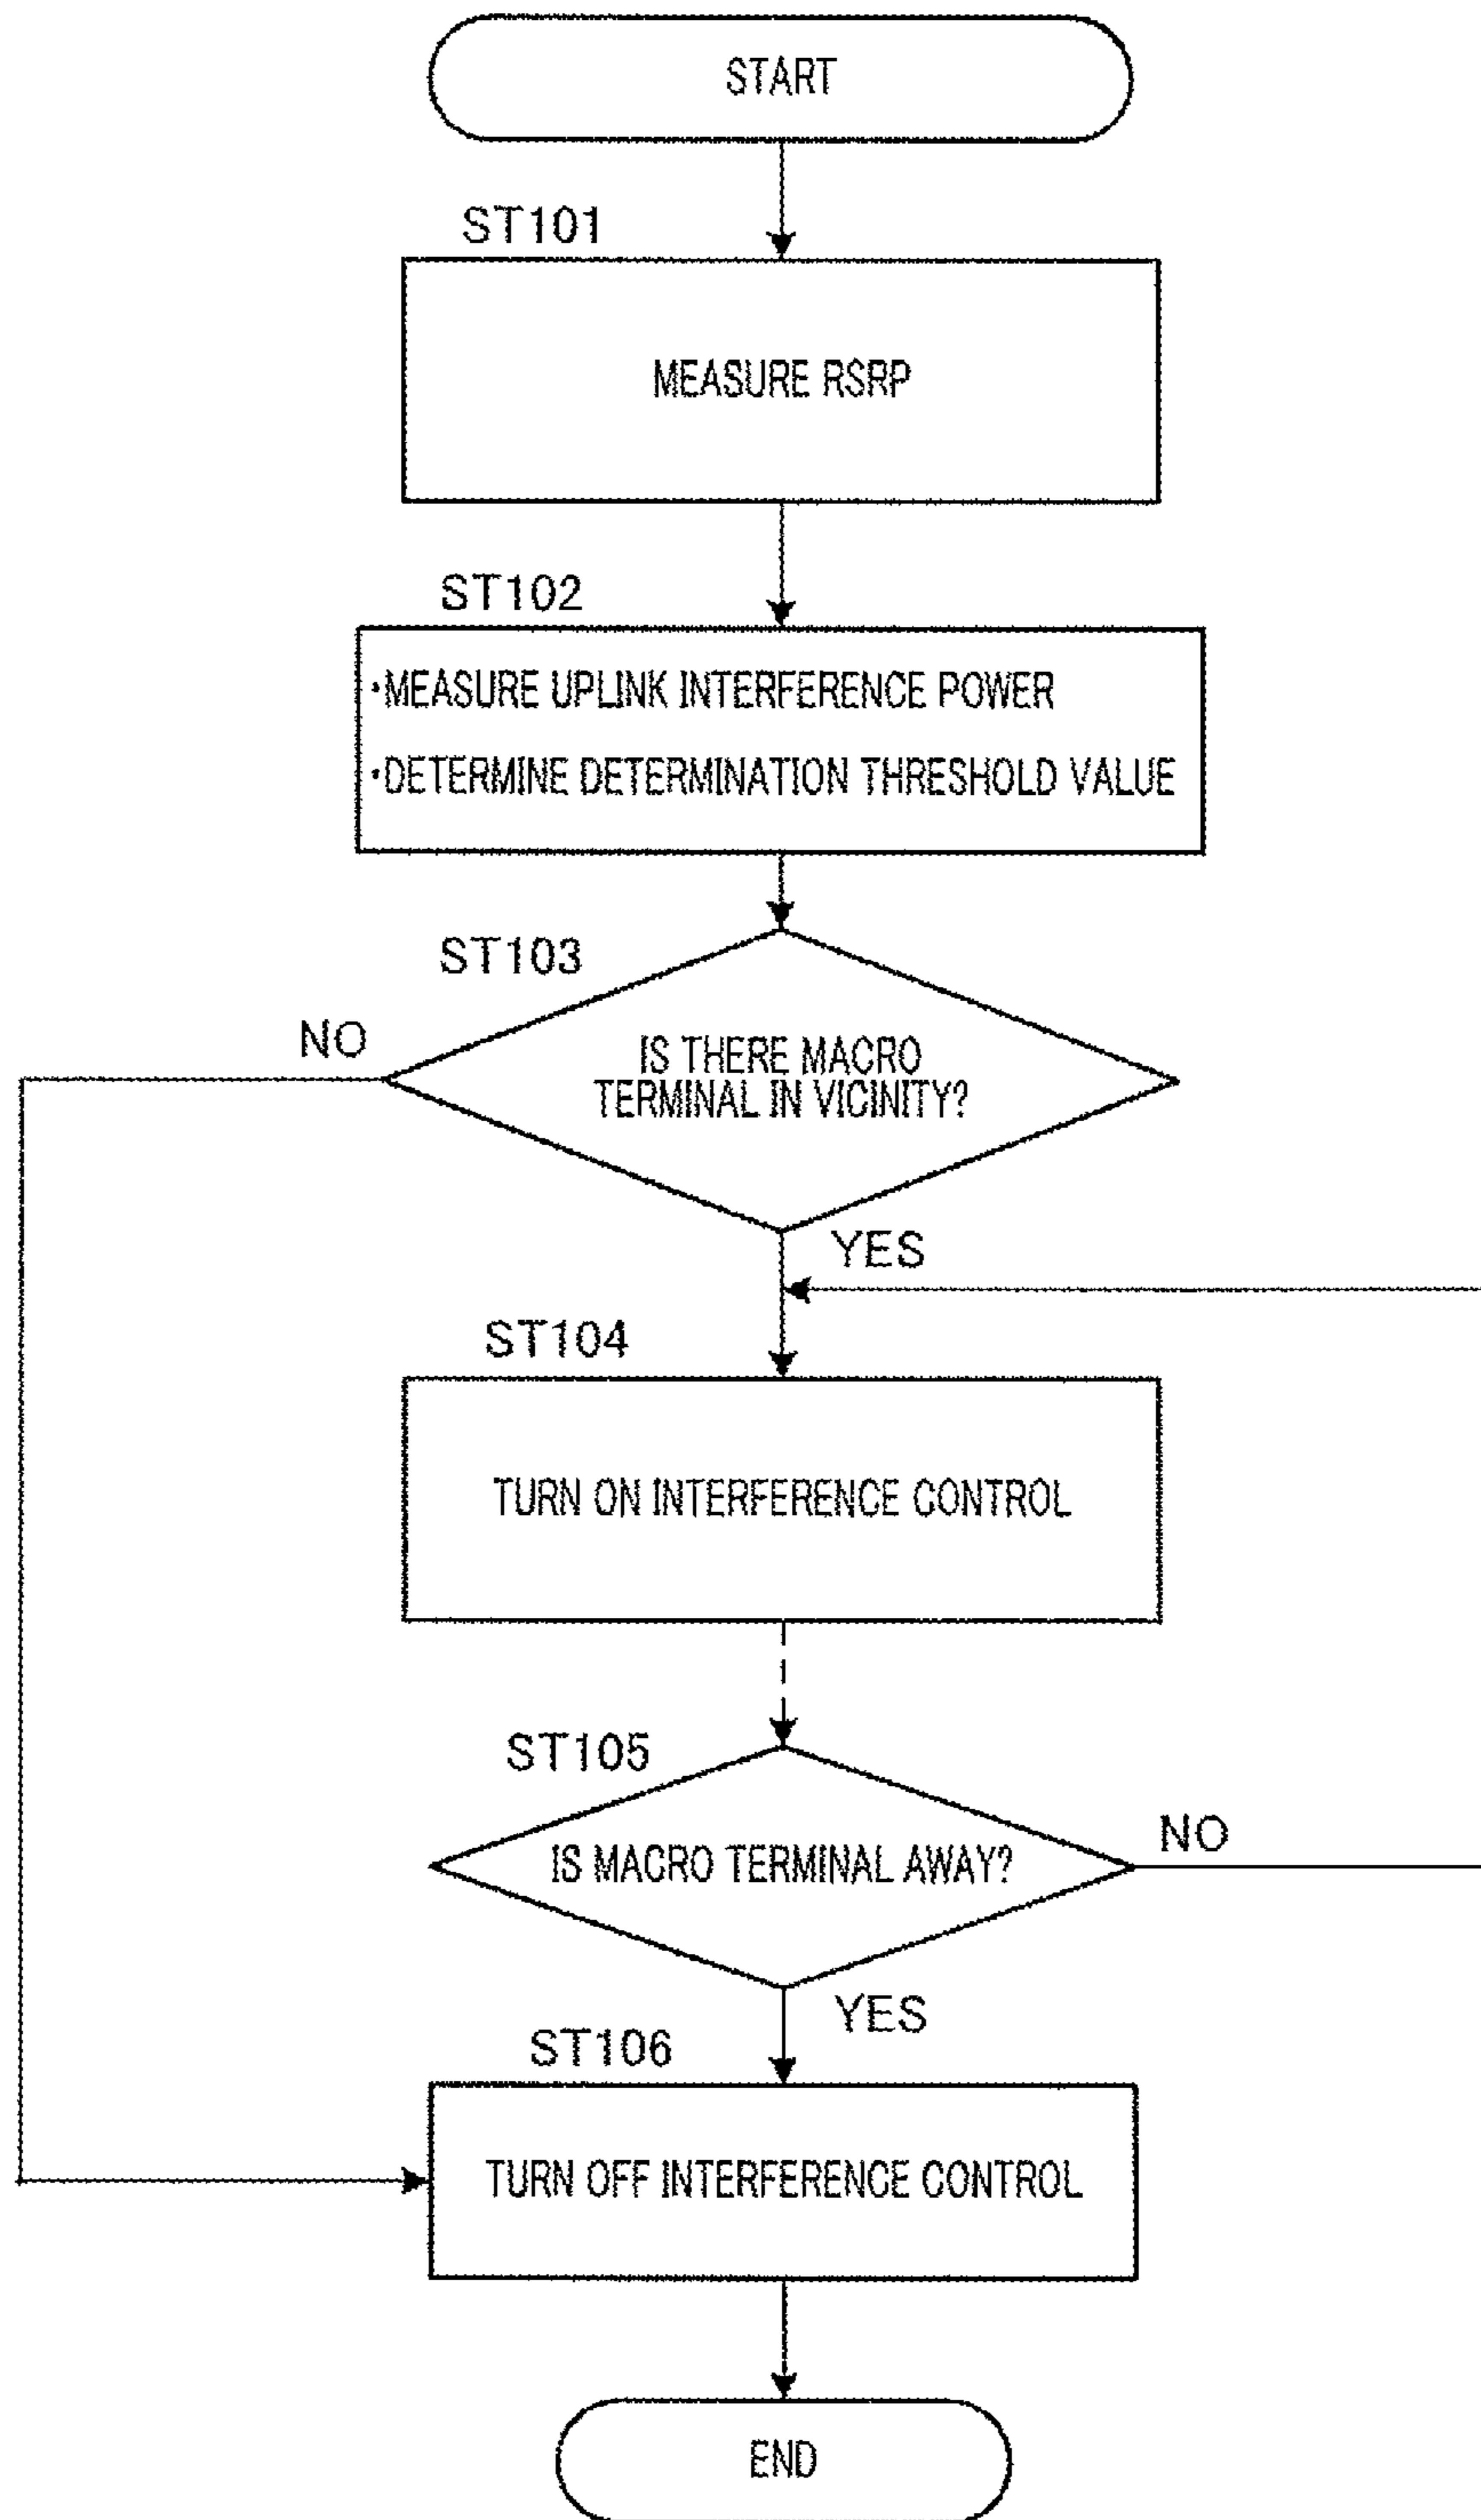 START
ST101
MEASURE RSRP
ST102
・MEASURE UPLINK INTERFERENCE POWER
・DETERMINE DETERMINATION THRESHOLD VALUE
ST103
NO
IS THERE MACRO
TERMINAL IN VICINITY?
YES
ST104
TURN ON INTERFERENCE CONTROL
ST105
IS MACRO TERMINAL AWAY?
NO
YES
ST106
TURN OFF INTERFERENCE CONTROL
END